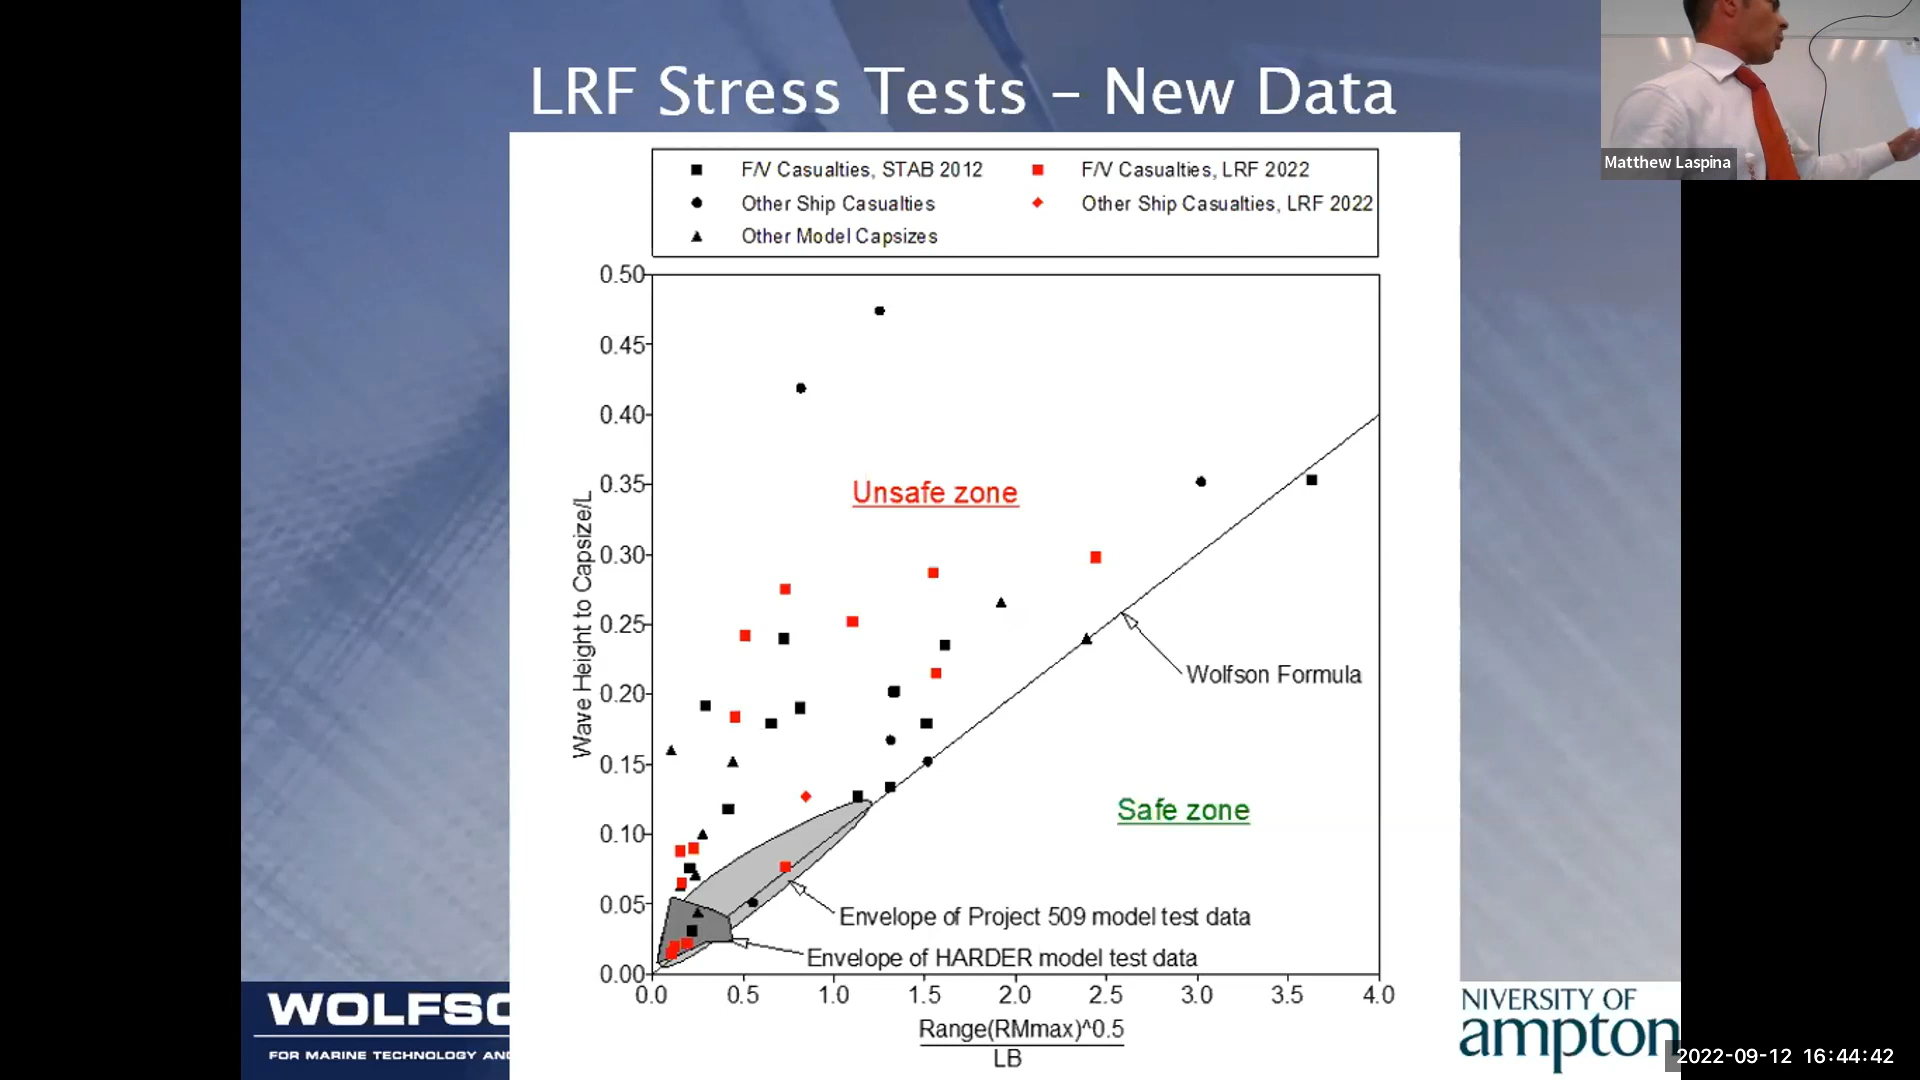 LRF Stress Tests – New Data
Matthew Laspina
F/V Casualties, STAB 2012
F/V Casualties, LRF 2022
Other Ship Casualties
Other Ship Casualties, LRF 2022
Other Model Capsizes
0.50
0.45
0.40
0.35
0.30
0.25
0.20
0.15
0.10
0.05
0.00
Wave Height to Capsize/L
Unsafe zone
Wolfson Formula
Safe zone
Envelope of Project 509 model test data
Envelope of HARDER model test data
0.0 0.5 1.0 1.5 2.0 2.5 3.0 3.5 4.0
Range(RMmax)^0.5
LB
WOLFSO
FOR MARINE TECHNOLOGY AN
NIVERSITY OF
ampton
2022-09-12 16:44:42